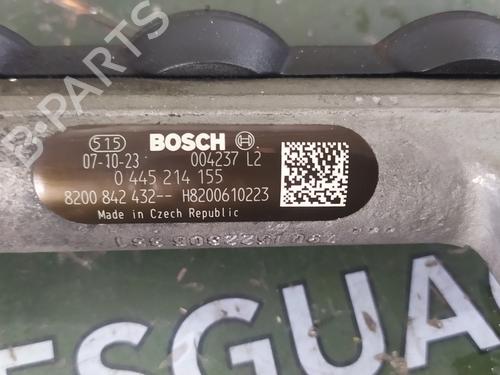 515 BOSCH
07-10-23 004237 L2
0 445 214 155
8200 842 432-- H8200610223
Made in Czech Republic
B-PARTS
ESGUA